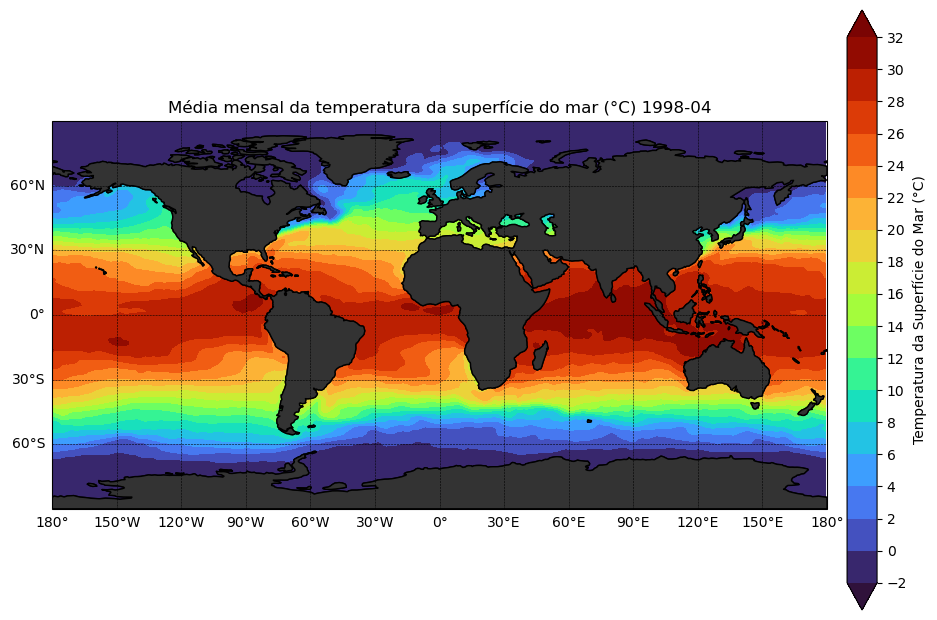 Média mensal da temperatura da superfície do mar (°C) 1998-04
60°N
30°N
0°
30°S
60°S
180° 150°W 120°W 90°W 60°W 30°W 0° 30°E 60°E 90°E 120°E 150°E 180°
32
30
28
26
24
22
20
18
16
14
12
10
8
6
4
2
0
−2
Temperatura da Superfície do Mar (°C)